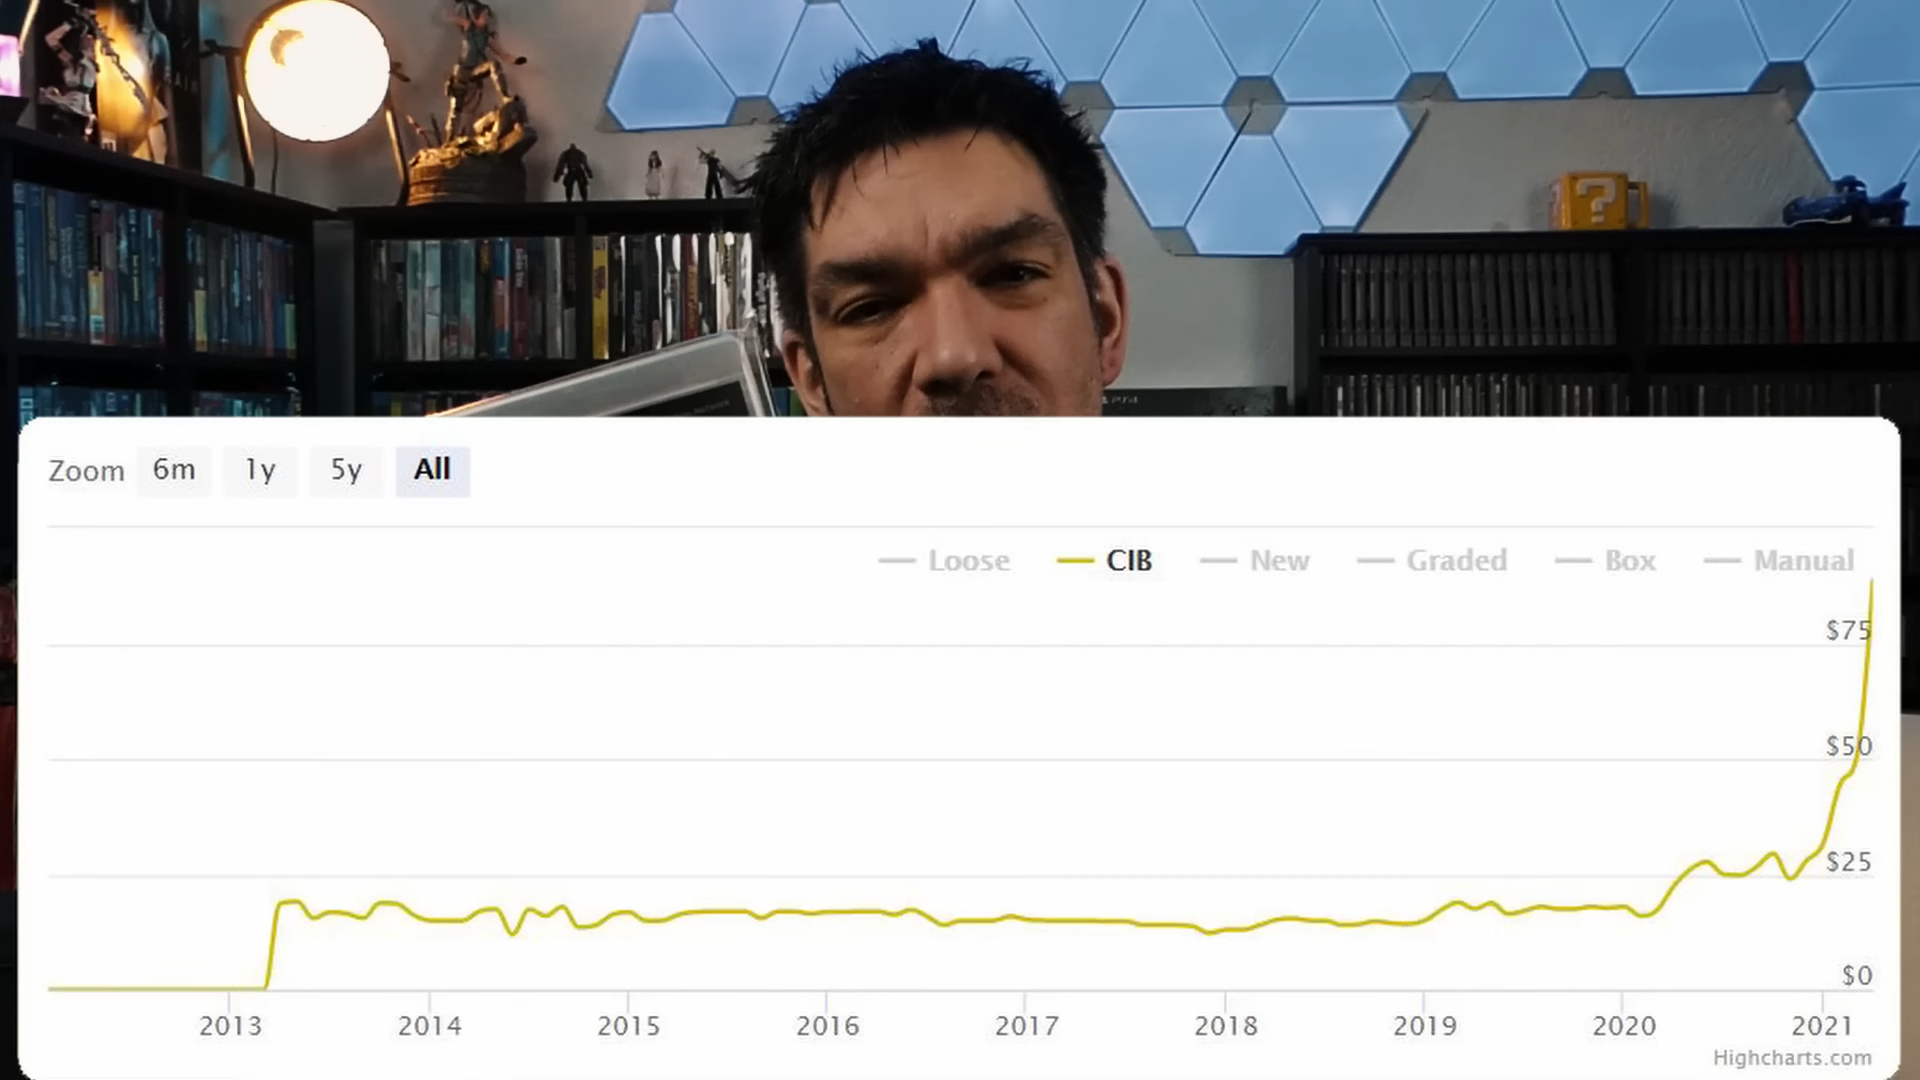 PS4
Zoom 6m 1y 5y All
Loose CIB New Graded Box Manual
$75
$50
$25
$0
2013 2014 2015 2016 2017 2018 2019 2020 2021
Highcharts.com